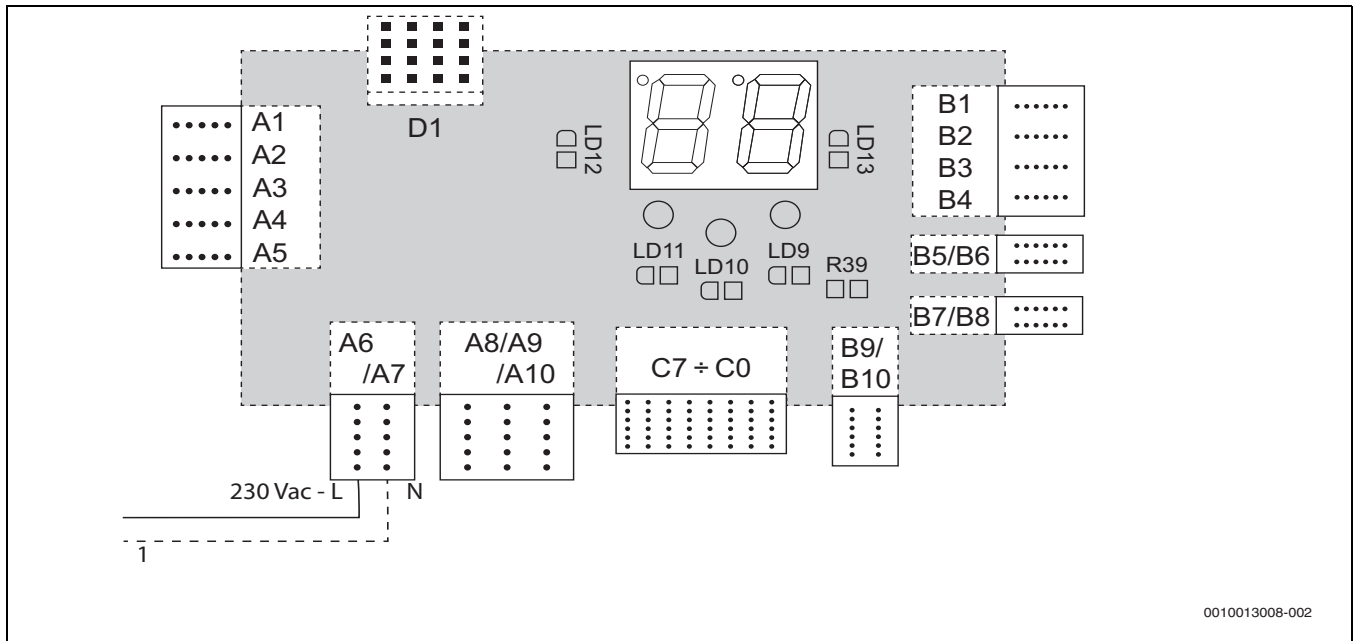 D1
A1
A2
A3
A4
A5
LD12
LD13
B1
B2
B3
B4
B5/B6
B7/B8
LD11
LD10
LD9
R39
A6
/A7
A8/A9
/A10
C7 ÷ C0
B9/
B10
230 Vac - L
N
1
0010013008-002